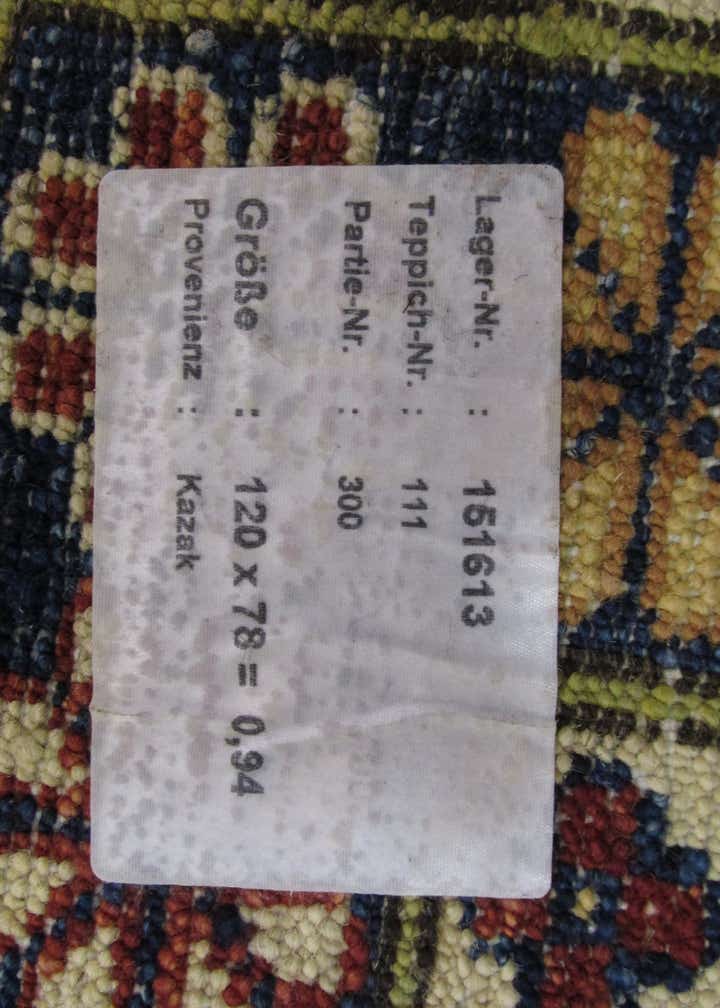 Lager-Nr. : 151613
Teppich-Nr. : 111
Partie-Nr. : 300
Größe : 120 x 78 = 0,94
Provenienz : Kazak